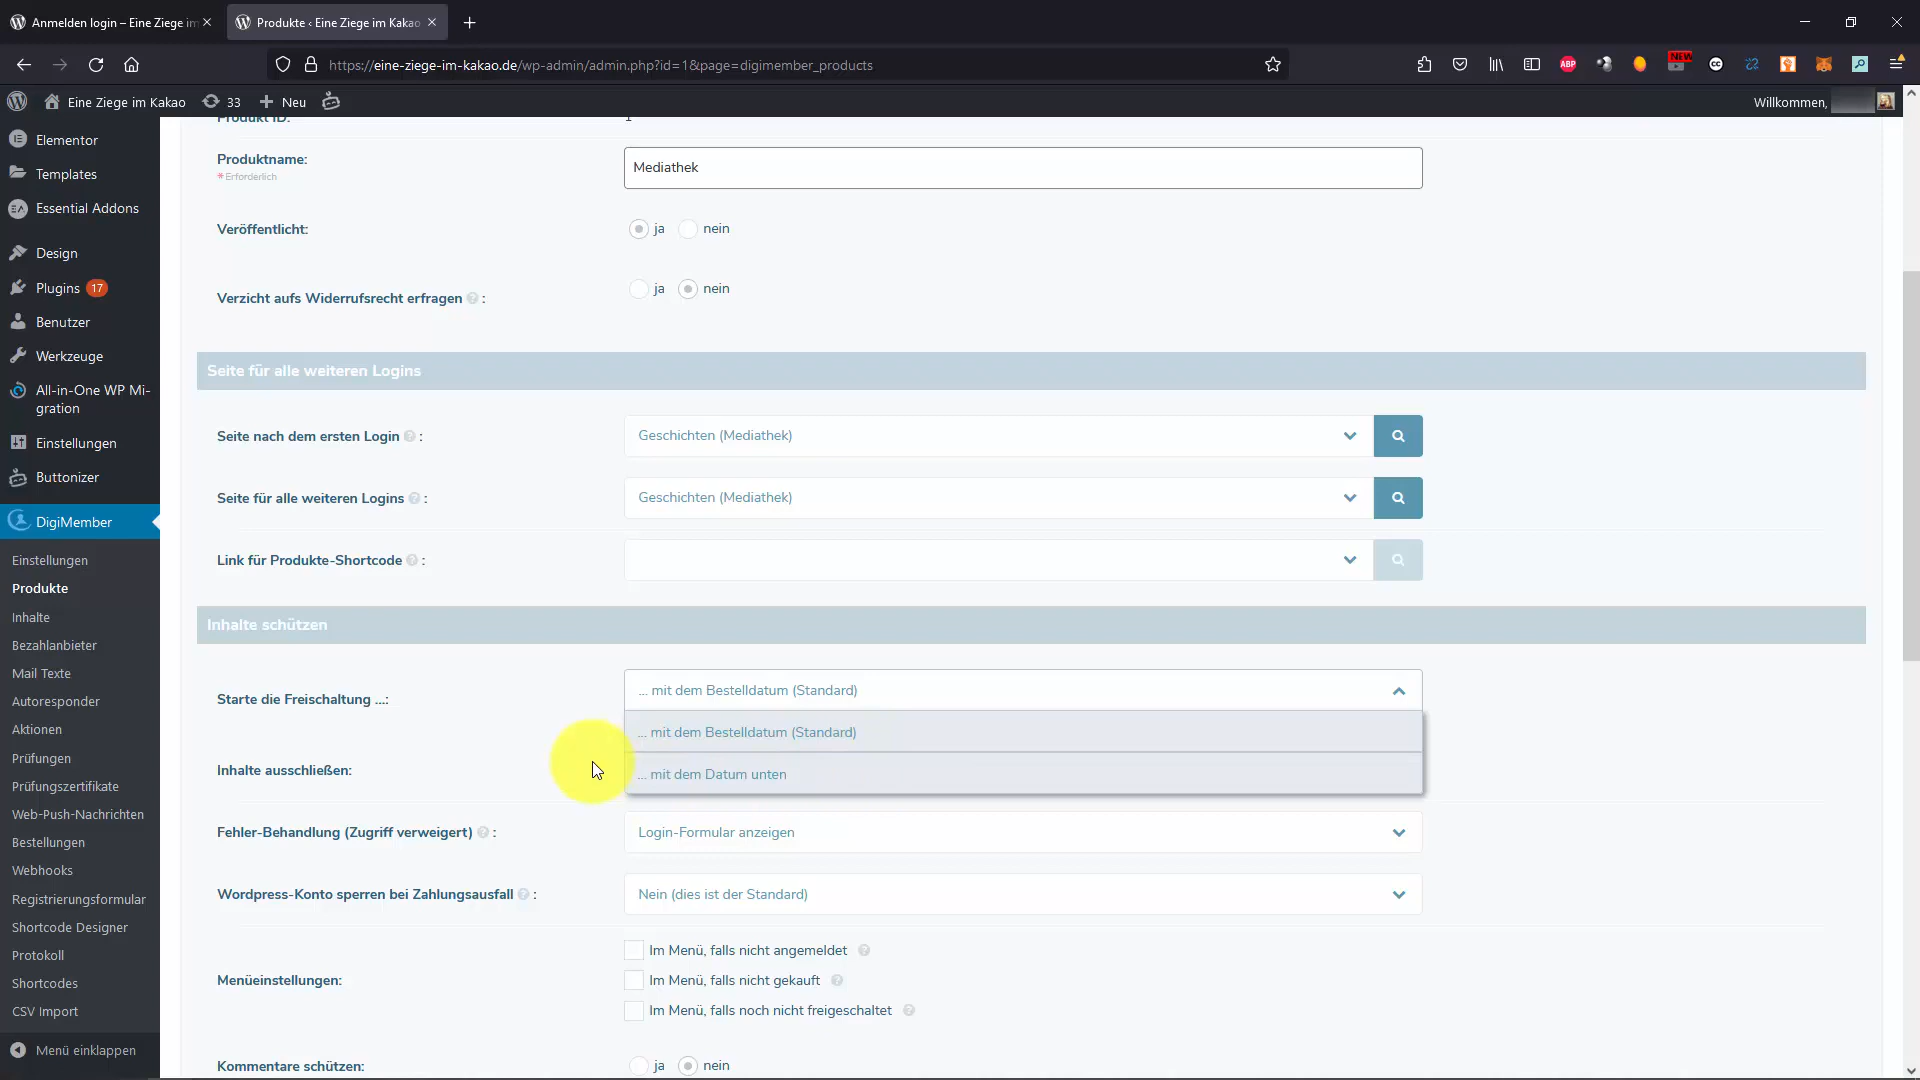 Anmelden login – Eine Ziege im
Produkte ‹ Eine Ziege im Kakao
https://eine-ziege-im-kakao.de/wp-admin/admin.php?id=1&page=digimember_products
ABP
NEW
CC
Eine Ziege im Kakao
33
Neu
Willkommen,
Elementor
Templates
Essential Addons
Design
Plugins 17
Benutzer
Werkzeuge
All-in-One WP Mi-
gration
Einstellungen
Buttonizer
DigiMember
Einstellungen
Produkte
Inhalte
Bezahlanbieter
Mail Texte
Autoresponder
Aktionen
Prüfungen
Prüfungszertifikate
Web-Push-Nachrichten
Bestellungen
Webhooks
Registrierungsformular
Shortcode Designer
Protokoll
Shortcodes
CSV Import
Menü einklappen
Produkt ID: 1
Produktname: Mediathek
* Erforderlich
Veröffentlicht: ja nein
Verzicht aufs Widerrufsrecht erfragen ? : ja nein
Seite für alle weiteren Logins
Seite nach dem ersten Login ? : Geschichten (Mediathek)
Seite für alle weiteren Logins ? : Geschichten (Mediathek)
Link für Produkte-Shortcode ? :
Inhalte schützen
Starte die Freischaltung ...: ... mit dem Bestelldatum (Standard)
... mit dem Bestelldatum (Standard)
Inhalte ausschließen: ... mit dem Datum unten
Fehler-Behandlung (Zugriff verweigert) ? : Login-Formular anzeigen
Wordpress-Konto sperren bei Zahlungsausfall ? : Nein (dies ist der Standard)
Im Menü, falls nicht angemeldet ?
Menüeinstellungen: Im Menü, falls nicht gekauft ?
Im Menü, falls noch nicht freigeschaltet ?
Kommentare schützen: ja nein